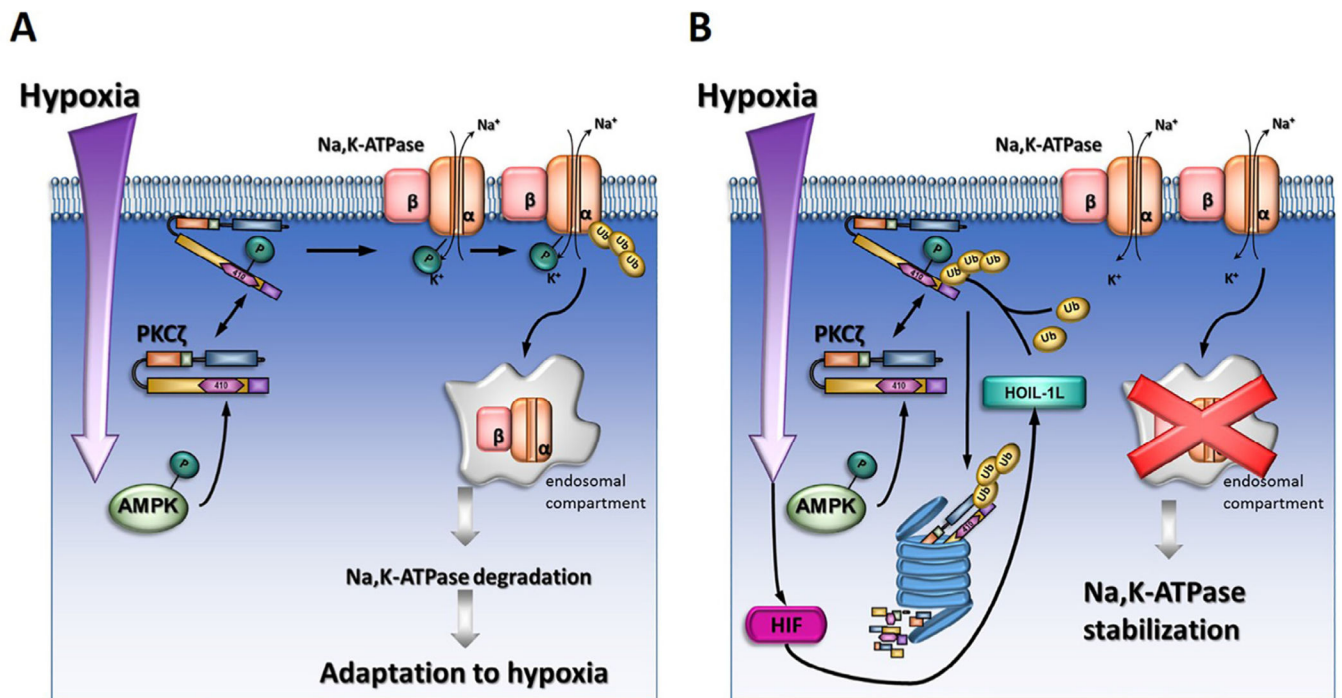 A
Hypoxia
Na,K-ATPase
Na⁺
Na⁺
β
α
β
α
P
410
P
K⁺
P
K⁺
Ub
Ub
Ub
PKCζ
410
β
α
P
AMPK
endosomal
compartment
Na,K-ATPase degradation
Adaptation to hypoxia
B
Hypoxia
Na,K-ATPase
Na⁺
Na⁺
β
α
β
α
P
410
Ub
Ub
Ub
K⁺
K⁺
Ub
Ub
PKCζ
410
HOIL-1L
P
AMPK
Ub
Ub
Ub
410
endosomal
compartment
HIF
Na,K-ATPase
stabilization